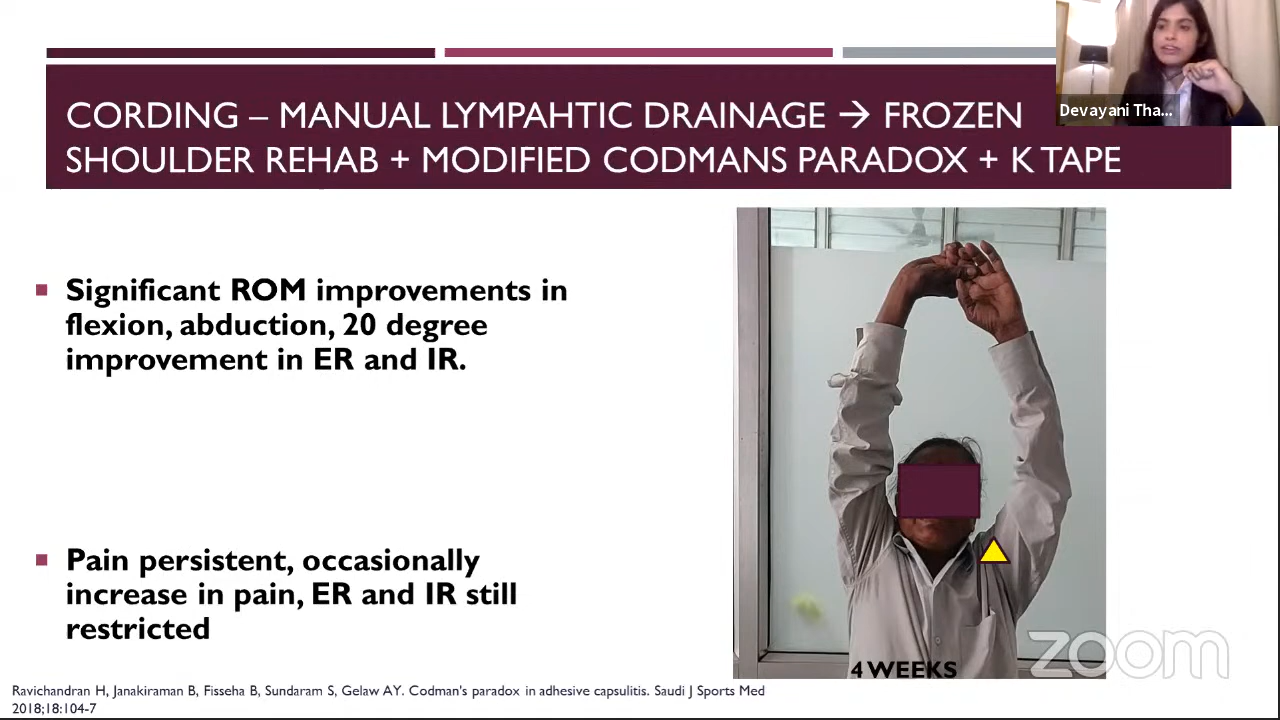 CORDING – MANUAL LYMPAHTIC DRAINAGE → FROZEN
SHOULDER REHAB + MODIFIED CODMANS PARADOX + K TAPE
Devayani Tha...
Significant ROM improvements in
flexion, abduction, 20 degree
improvement in ER and IR.
Pain persistent, occasionally
increase in pain, ER and IR still
restricted
4 WEEKS
zoom
Ravichandran H, Janakiraman B, Fisseha B, Sundaram S, Gelaw AY. Codman's paradox in adhesive capsulitis. Saudi J Sports Med
2018;18:104-7